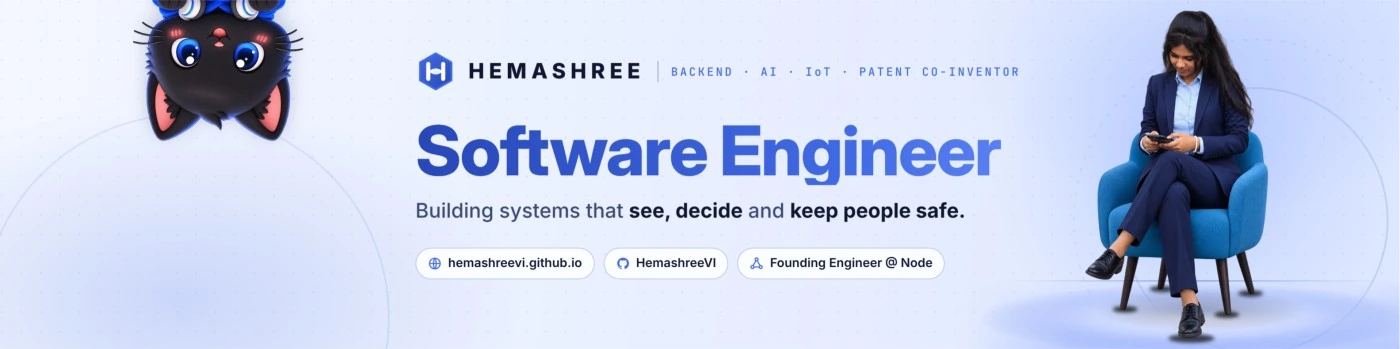 H HEMASHREE | BACKEND · AI · IoT · PATENT CO-INVENTOR
Software Engineer
Building systems that see, decide and keep people safe.
hemashreevi.github.io HemashreeVI Founding Engineer @ Node